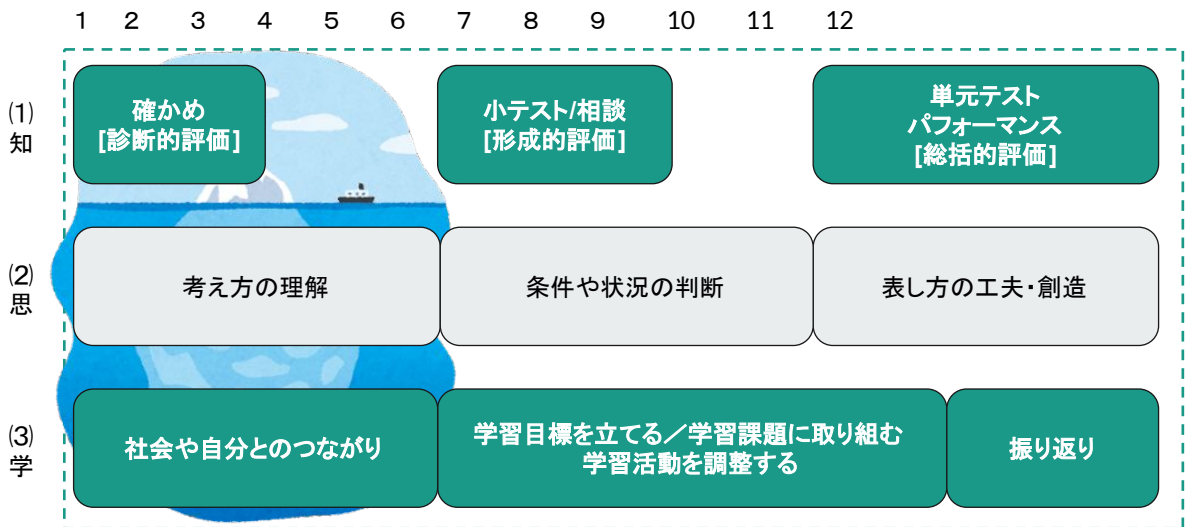 1 2 3 4 5 6 7 8 9 10 11 12
⑴
知
確かめ
[診断的評価]
小テスト/相談
[形成的評価]
単元テスト
パフォーマンス
[総括的評価]
⑵
思
考え方の理解
条件や状況の判断
表し方の工夫・創造
⑶
学
社会や自分とのつながり
学習目標を立てる／学習課題に取り組む
学習活動を調整する
振り返り